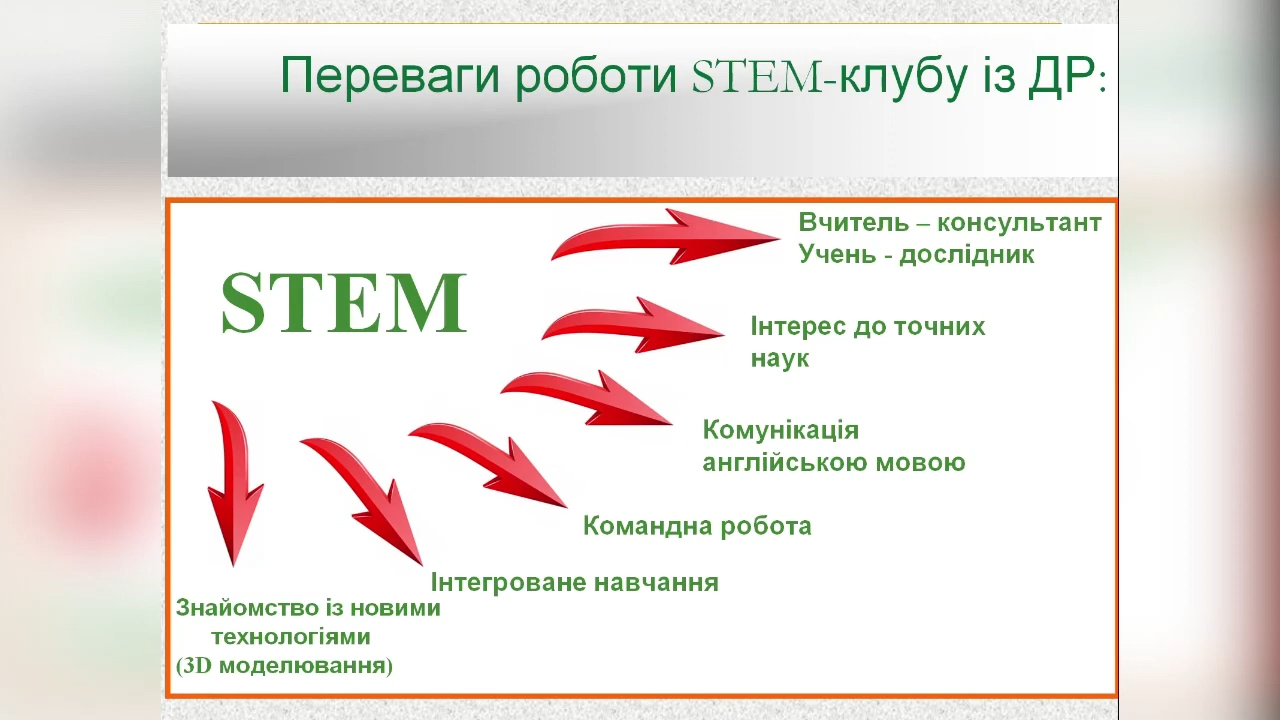 Переваги роботи STEM-клубу із ДР:
STEM
Вчитель – консультант
Учень - дослідник
Інтерес до точних
наук
Комунікація
англійською мовою
Командна робота
Інтегроване навчання
Знайомство із новими
технологіями
(3D моделювання)